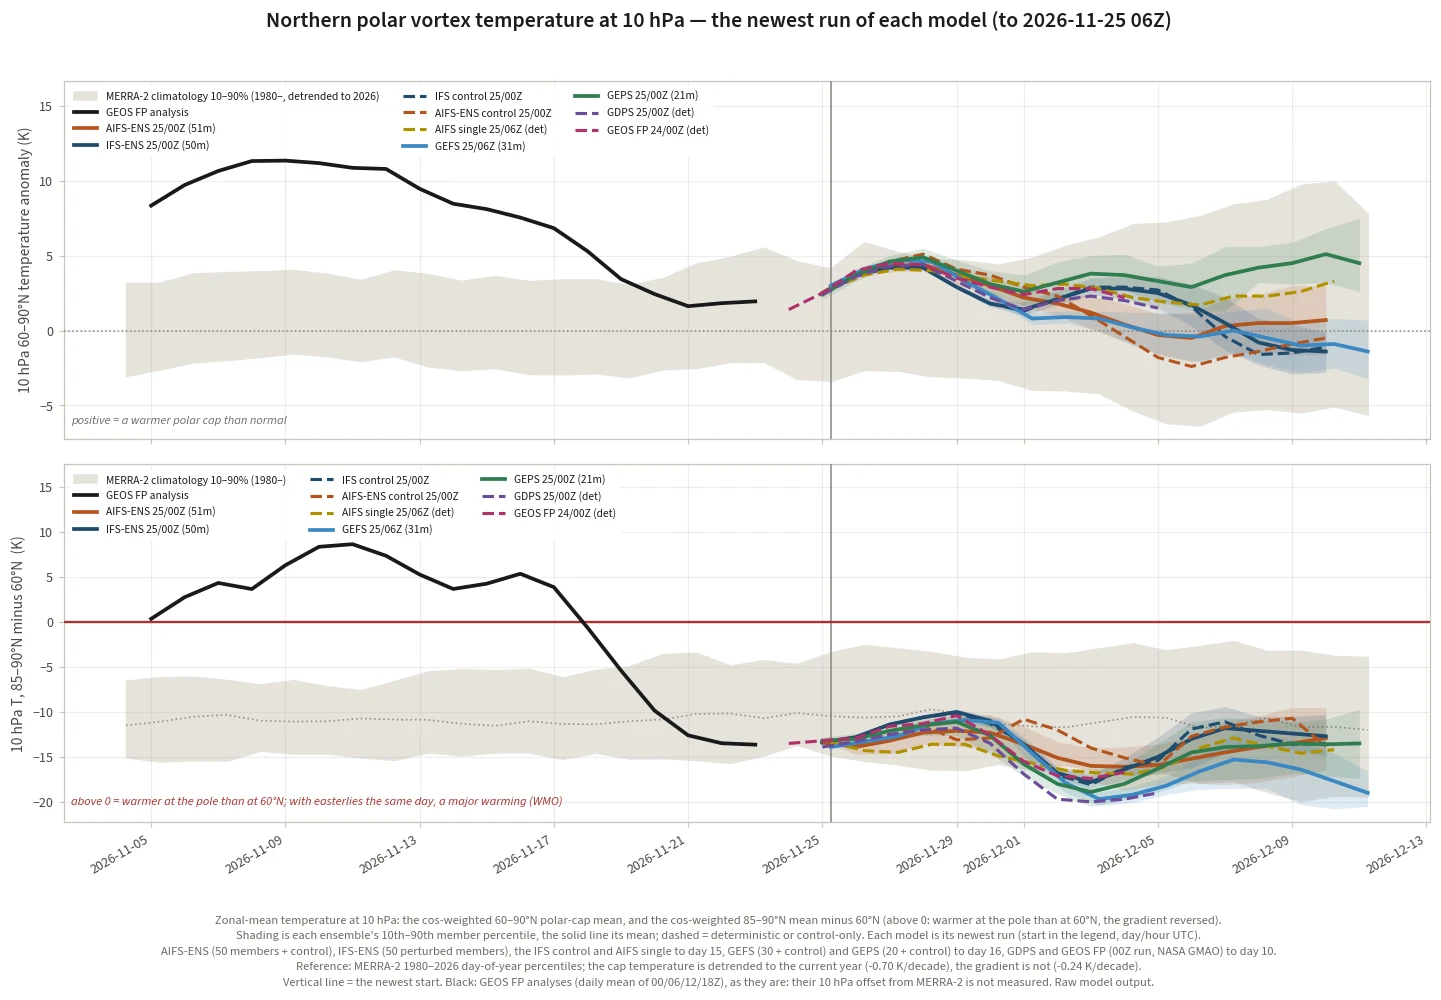 Northern polar vortex temperature at 10 hPa — the newest run of each model (to 2026-11-25 06Z)
10 hPa 60–90°N temperature anomaly (K)
15
10
5
0
−5
MERRA-2 climatology 10–90% (1980–, detrended to 2026)
GEOS FP analysis
AIFS-ENS 25/00Z (51m)
IFS-ENS 25/00Z (50m)
IFS control 25/00Z
AIFS-ENS control 25/00Z
AIFS single 25/06Z (det)
GEFS 25/06Z (31m)
GEPS 25/00Z (21m)
GDPS 25/00Z (det)
GEOS FP 24/00Z (det)
positive = a warmer polar cap than normal
10 hPa T, 85–90°N minus 60°N (K)
15
10
5
0
−5
−10
−15
−20
MERRA-2 climatology 10–90% (1980–)
GEOS FP analysis
AIFS-ENS 25/00Z (51m)
IFS-ENS 25/00Z (50m)
IFS control 25/00Z
AIFS-ENS control 25/00Z
AIFS single 25/06Z (det)
GEFS 25/06Z (31m)
GEPS 25/00Z (21m)
GDPS 25/00Z (det)
GEOS FP 24/00Z (det)
above 0 = warmer at the pole than at 60°N; with easterlies the same day, a major warming (WMO)
2026-11-05
2026-11-09
2026-11-13
2026-11-17
2026-11-21
2026-11-25
2026-11-29
2026-12-01
2026-12-05
2026-12-09
2026-12-13
Zonal-mean temperature at 10 hPa: the cos-weighted 60–90°N polar-cap mean, and the cos-weighted 85–90°N mean minus 60°N (above 0: warmer at the pole than at 60°N, the gradient reversed).
Shading is each ensemble's 10th–90th member percentile, the solid line its mean; dashed = deterministic or control-only. Each model is its newest run (start in the legend, day/hour UTC).
AIFS-ENS (50 members + control), IFS-ENS (50 perturbed members), the IFS control and AIFS single to day 15, GEFS (30 + control) and GEPS (20 + control) to day 16, GDPS and GEOS FP (00Z run, NASA GMAO) to day 10.
Reference: MERRA-2 1980–2026 day-of-year percentiles; the cap temperature is detrended to the current year (-0.70 K/decade), the gradient is not (-0.24 K/decade).
Vertical line = the newest start. Black: GEOS FP analyses (daily mean of 00/06/12/18Z), as they are: their 10 hPa offset from MERRA-2 is not measured. Raw model output.